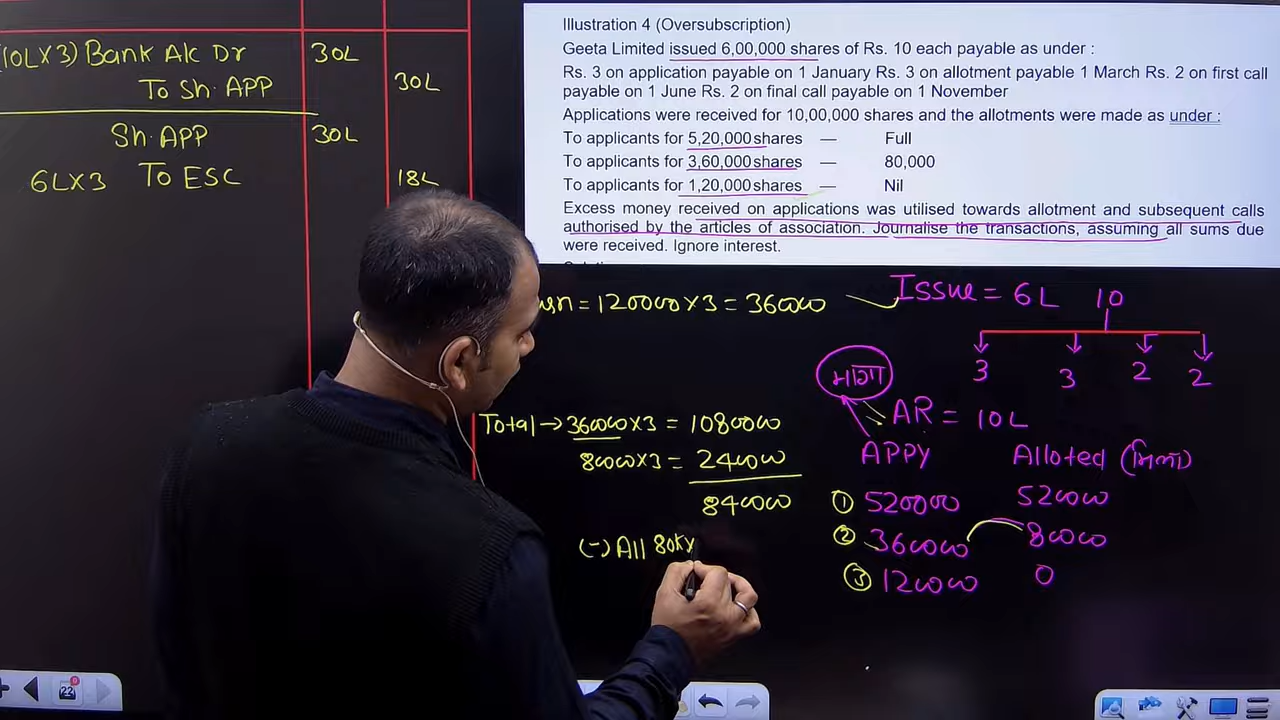 (10L×3) Bank A/c Dr 30L
To Sh. APP 30L
Sh. APP 30L
6L×3 To ESC 18L
Illustration 4 (Oversubscription)
Geeta Limited issued 6,00,000 shares of Rs. 10 each payable as under :
Rs. 3 on application payable on 1 January Rs. 3 on allotment payable 1 March Rs. 2 on first call
payable on 1 June Rs. 2 on final call payable on 1 November
Applications were received for 10,00,000 shares and the allotments were made as under :
To applicants for 5,20,000 shares — Full
To applicants for 3,60,000 shares — 80,000
To applicants for 1,20,000 shares — Nil
Excess money received on applications was utilised towards allotment and subsequent calls
authorised by the articles of association. Journalise the transactions, assuming all sums due
were received. Ignore interest.
= 120000×3 = 360000
Issue = 6L 10
3 3 2 2
मांगा
AR = 10L
APPY Alloted (मिला)
① 520000 520000
② 360000 80000
③ 120000 0
Total → 360000×3 = 1080000
80000×3 = 240000
840000
(-) All 80K×
22